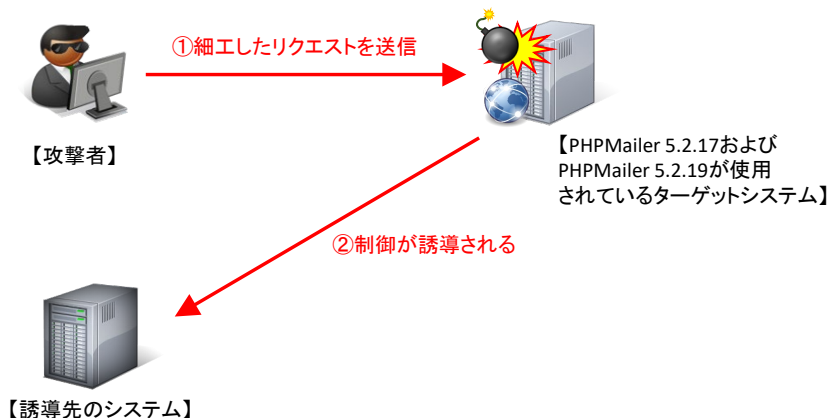 ①細工したリクエストを送信
【攻撃者】
【PHPMailer 5.2.17および
PHPMailer 5.2.19が使用
されているターゲットシステム】
②制御が誘導される
【誘導先のシステム】